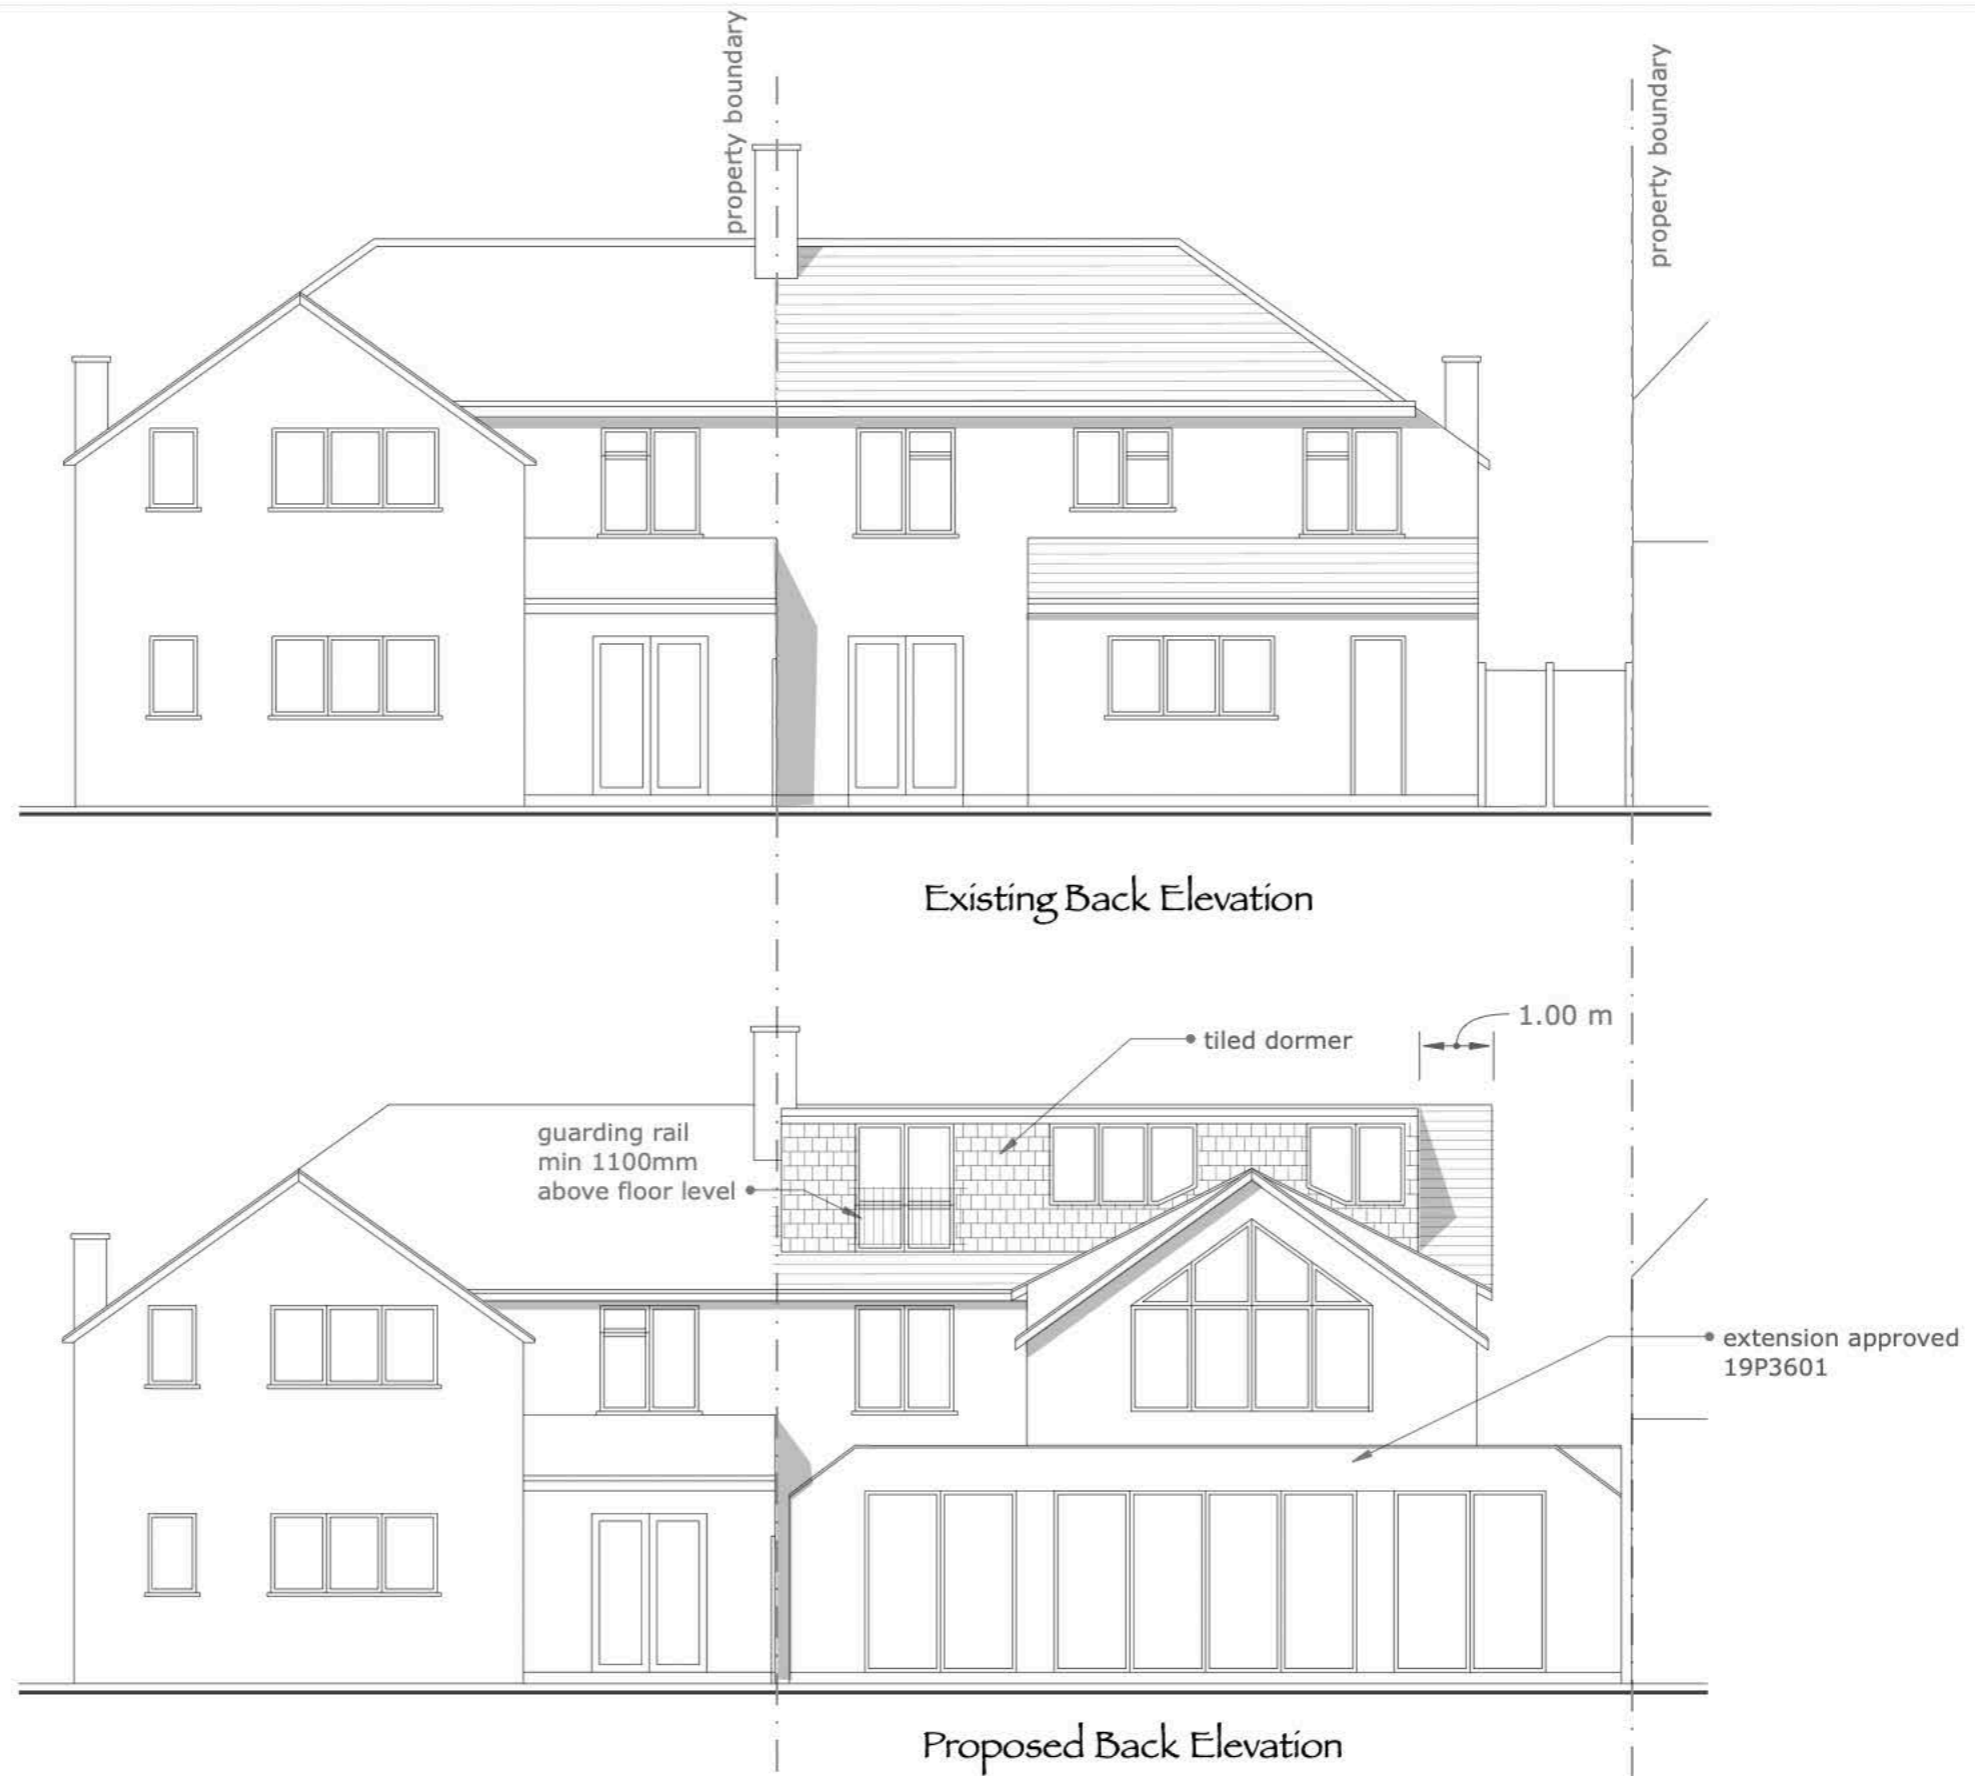 property boundary
property boundary
Existing Back Elevation
1.00 m
tiled dormer
guarding rail
min 1100mm
above floor level
extension approved
19P3601
Proposed Back Elevation